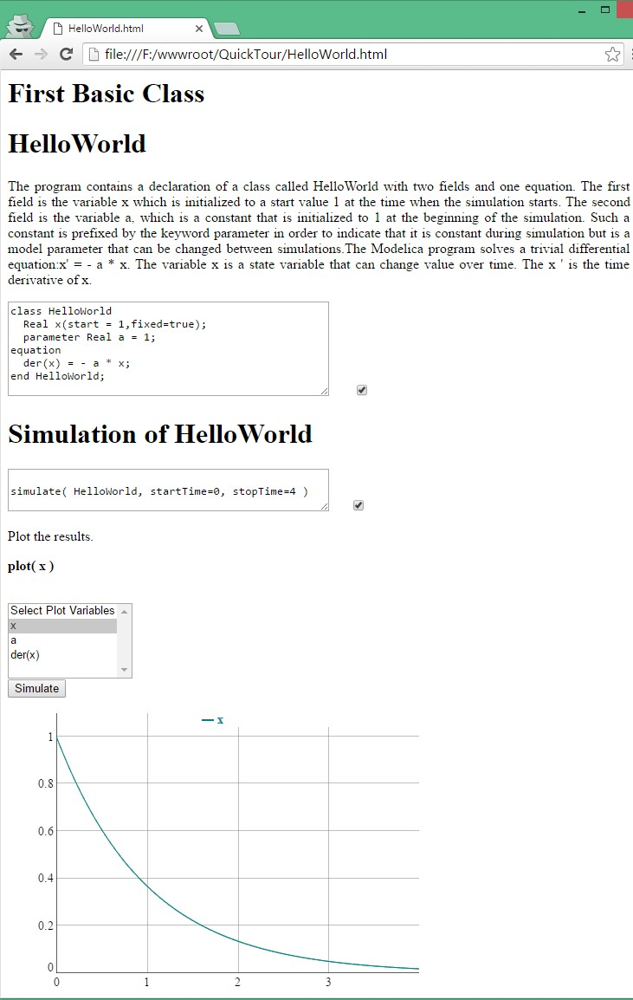 HelloWorld.html
file:///F:/wwwroot/QuickTour/HelloWorld.html
First Basic Class
HelloWorld
The program contains a declaration of a class called HelloWorld with two fields and one equation. The first
field is the variable x which is initialized to a start value 1 at the time when the simulation starts. The second
field is the variable a, which is a constant that is initialized to 1 at the beginning of the simulation. Such a
constant is prefixed by the keyword parameter in order to indicate that it is constant during simulation but is a
model parameter that can be changed between simulations.The Modelica program solves a trivial differential
equation:x' = - a * x. The variable x is a state variable that can change value over time. The x ' is the time
derivative of x.
class HelloWorld
Real x(start = 1,fixed=true);
parameter Real a = 1;
equation
der(x) = - a * x;
end HelloWorld;
Simulation of HelloWorld
simulate( HelloWorld, startTime=0, stopTime=4 )
Plot the results.
plot( x )
Select Plot Variables
x
a
der(x)
Simulate
x
1
0.8
0.6
0.4
0.2
0
0 1 2 3